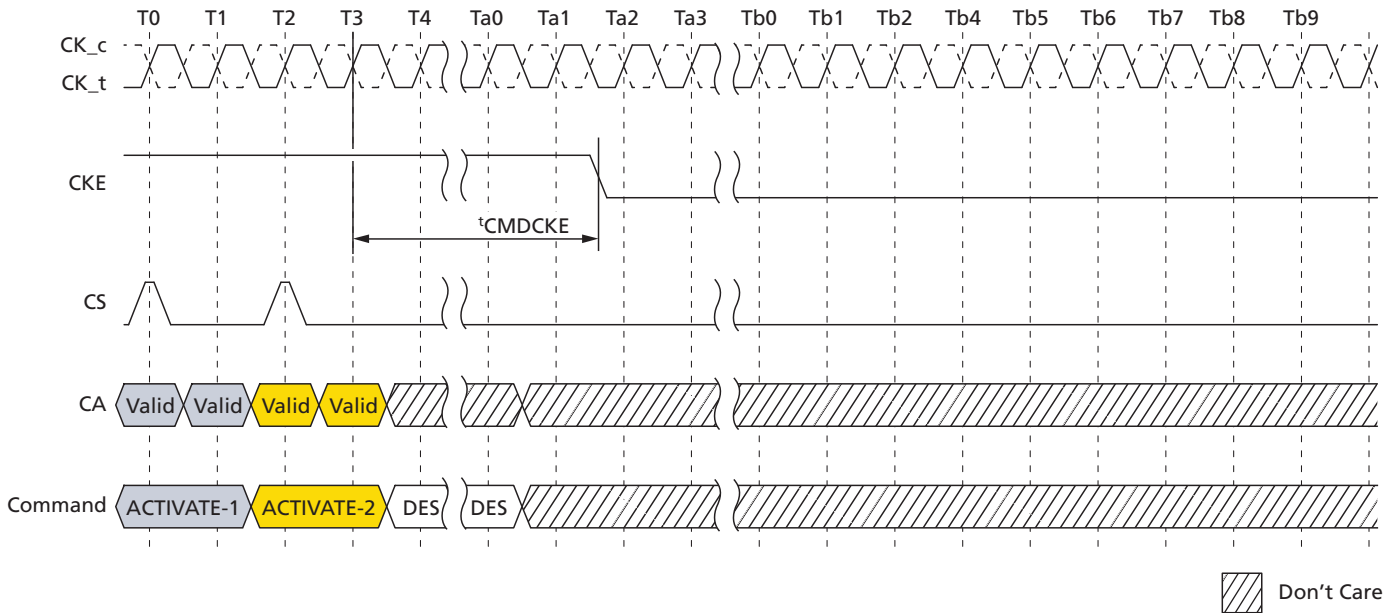 T0 T1 T2 T3 T4 Ta0 Ta1 Ta2 Ta3 Tb0 Tb1 Tb2 Tb4 Tb5 Tb6 Tb7 Tb8 Tb9
CK_c
CK_t
CKE
tCMDCKE
CS
CA Valid Valid Valid Valid
Command ACTIVATE-1 ACTIVATE-2 DES DES
Don't Care